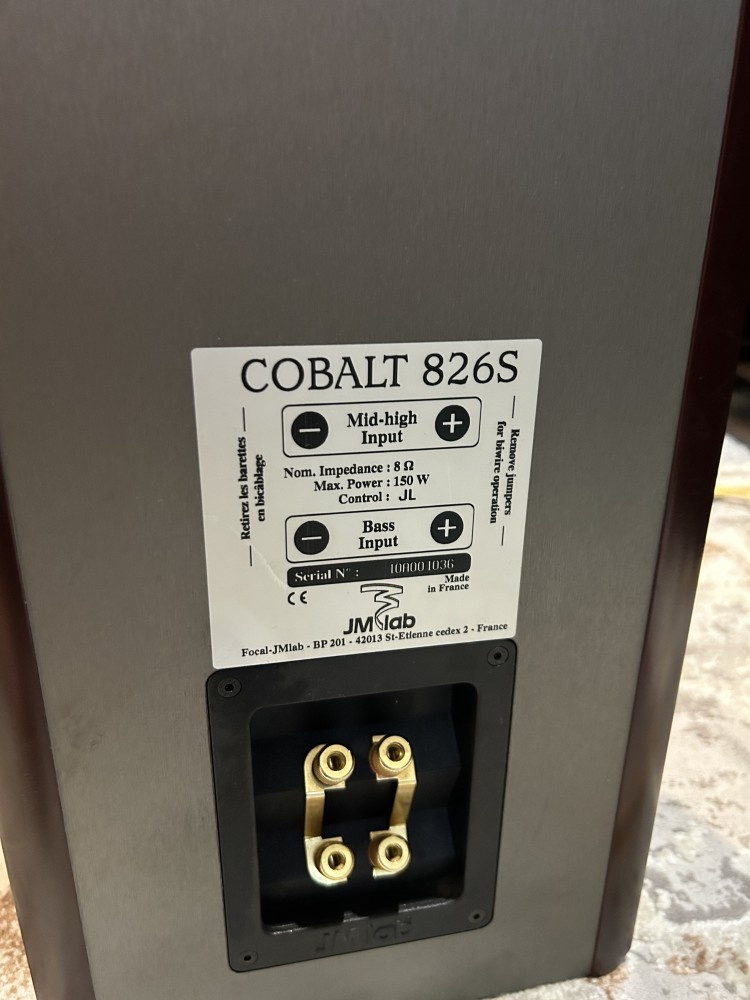 COBALT 826S
Retirez les barettes
en bicâblage
− Mid-high +
Input
Remove jumpers
for biwire operation
Nom. Impedance : 8 Ω
Max. Power : 150 W
Control : JL
− Bass +
Input
Serial N° : 10A001036
CE
Made
in France
JMlab
Focal-JMlab - BP 201 - 42013 St-Etienne cedex 2 - France
JMlab